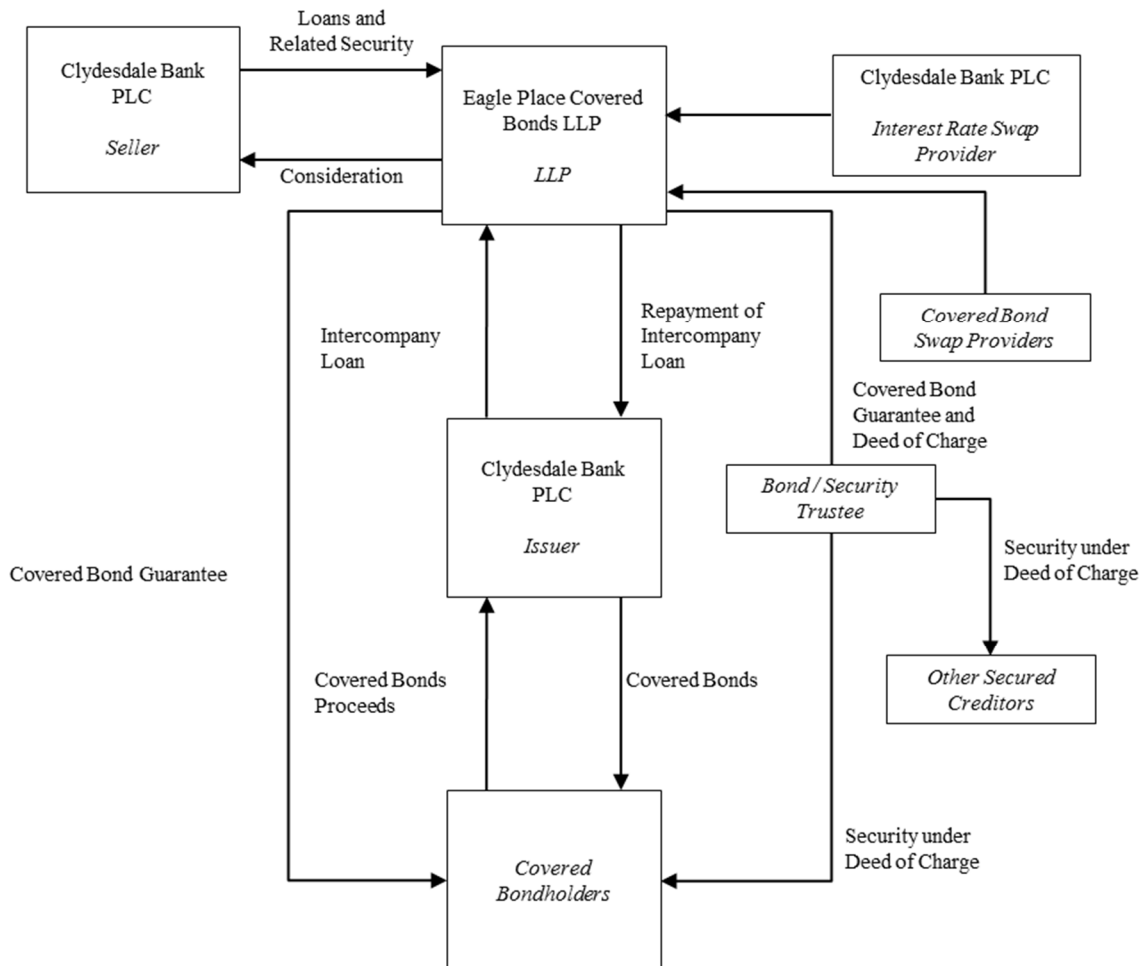 Loans and
Related Security
Clydesdale Bank
PLC
Seller
Eagle Place Covered
Bonds LLP
LLP
Clydesdale Bank PLC
Interest Rate Swap
Provider
Consideration
Covered Bond
Swap Providers
Intercompany
Loan
Repayment of
Intercompany
Loan
Covered Bond
Guarantee and
Deed of Charge
Clydesdale Bank
PLC
Issuer
Bond / Security
Trustee
Security under
Deed of Charge
Covered Bond Guarantee
Covered Bonds
Proceeds
Covered Bonds
Other Secured
Creditors
Security under
Deed of Charge
Covered
Bondholders